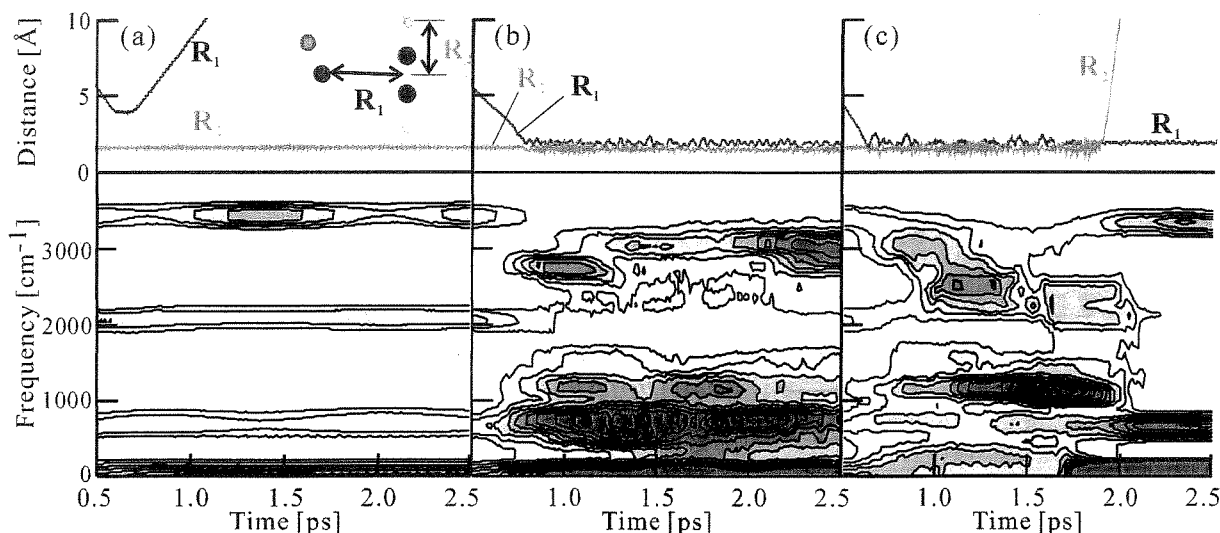 Distance [Å]
10
5
0
(a)
R₁
R
R₁
R
(b)
R
R₁
(c)
R
R₁
Frequency [cm⁻¹]
3000
2000
1000
0
0.5 1.0 1.5 2.0 2.5 1.0 1.5 2.0 2.5 1.0 1.5 2.0 2.5
Time [ps] Time [ps] Time [ps]